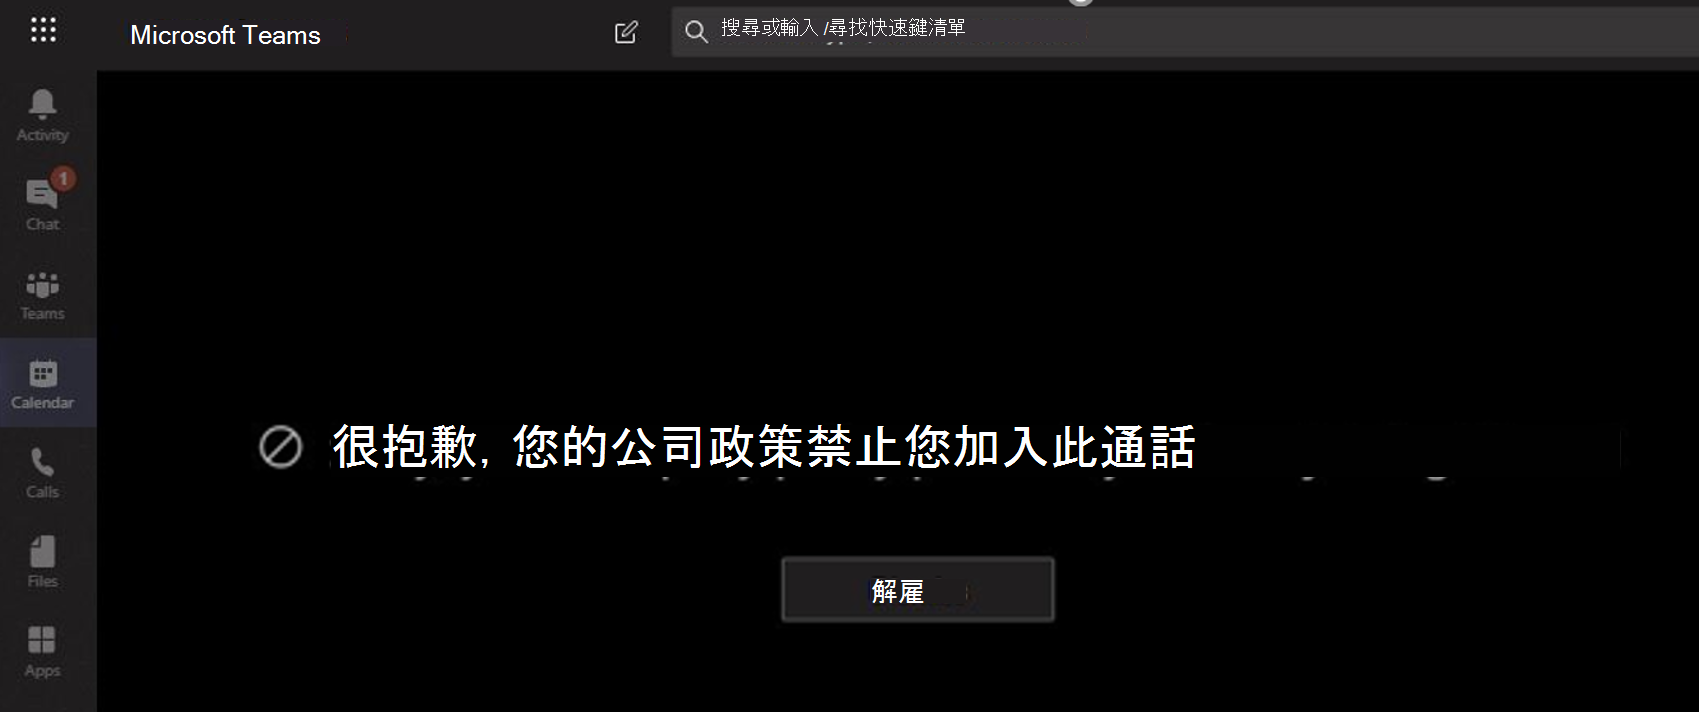 Microsoft Teams
搜尋或輸入 /尋找快速鍵清單
Activity
1
Chat
Teams
Calendar
Calls
Files
Apps
很抱歉, 您的公司政策禁止您加入此通話
解雇